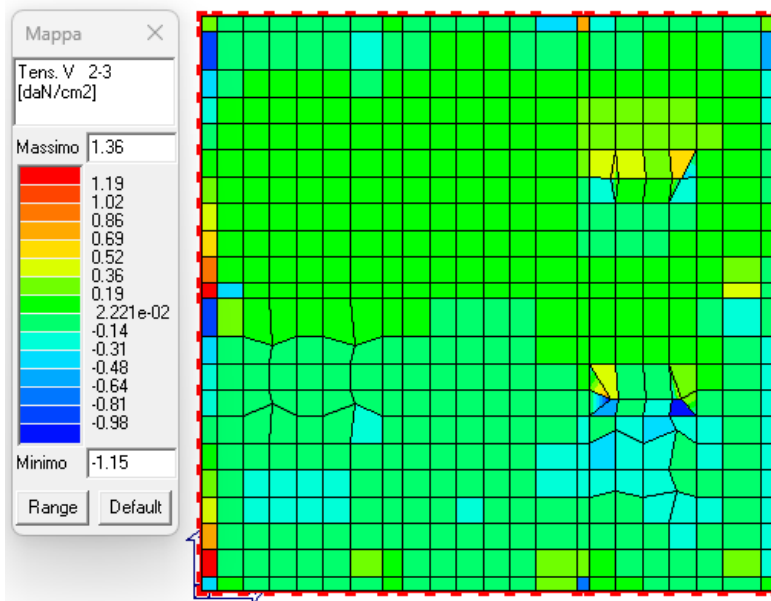 Mappa
Tens. V 2-3
[daN/cm2]
Massimo 1.36
1.19
1.02
0.86
0.69
0.52
0.36
0.19
2.221e-02
-0.14
-0.31
-0.48
-0.64
-0.81
-0.98
Minimo -1.15
Range Default